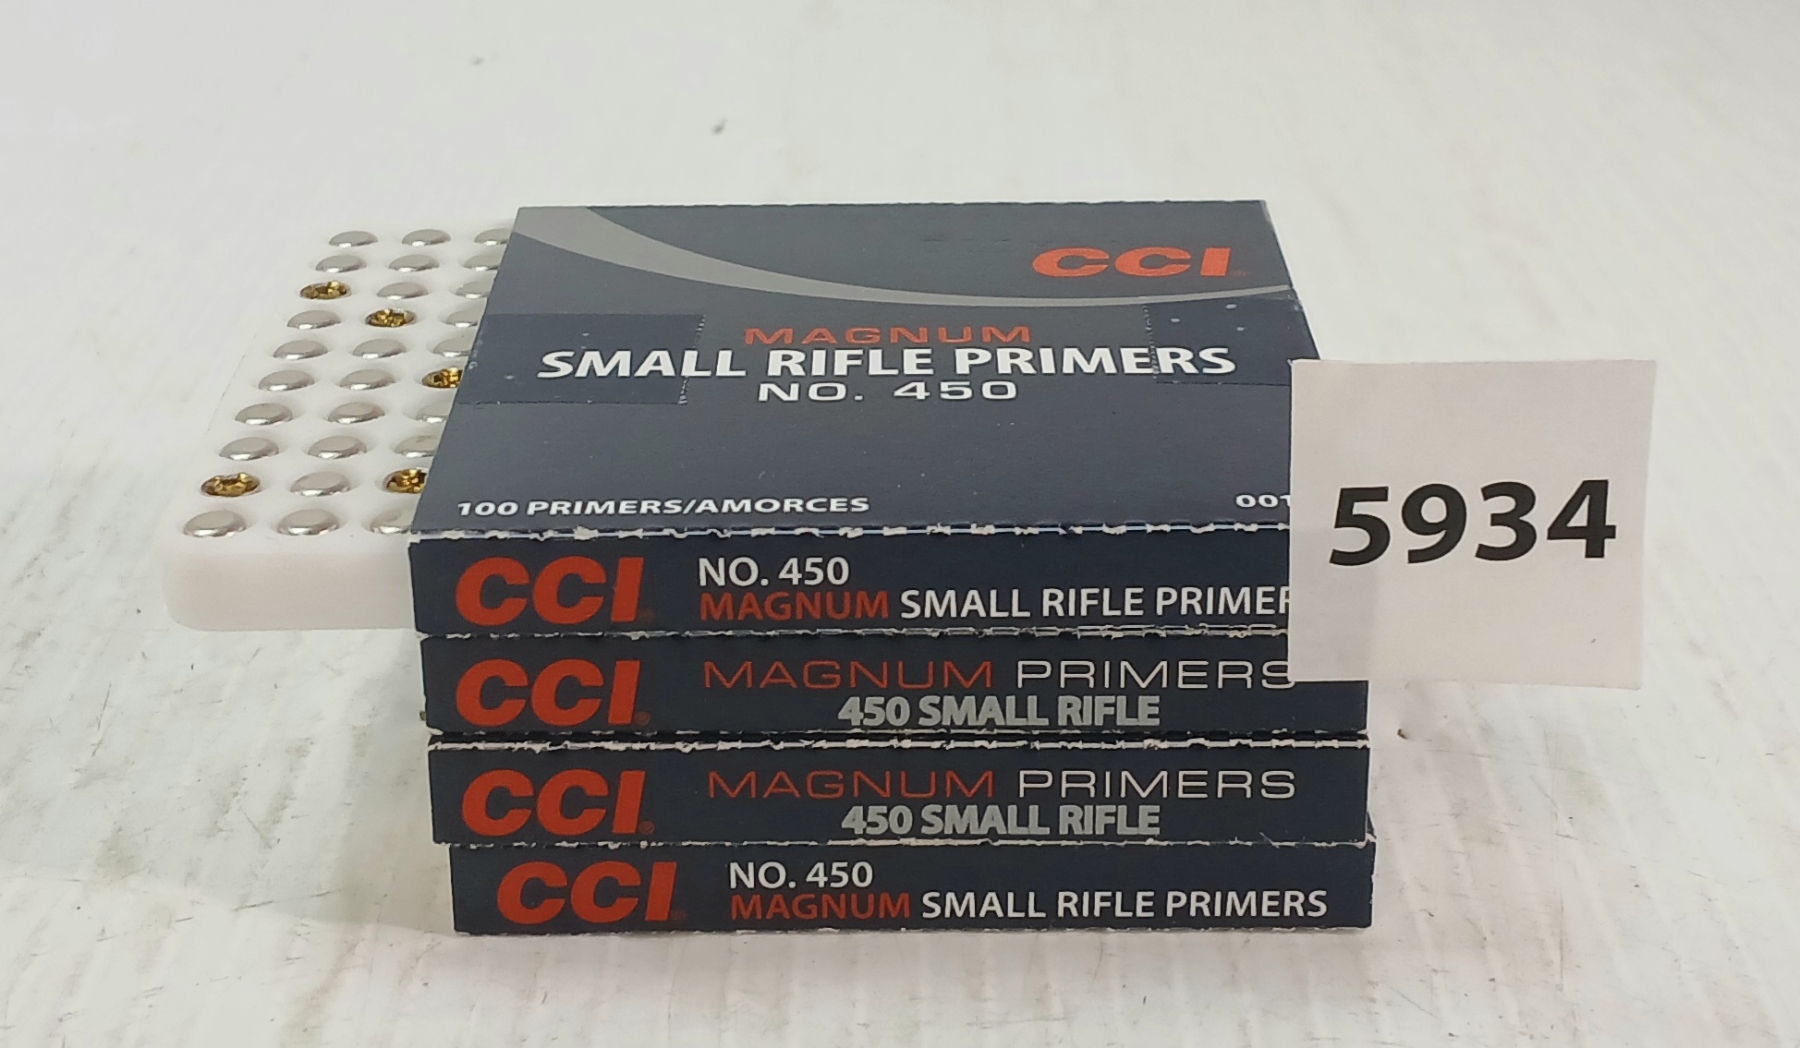 CCI
MAGNUM
SMALL RIFLE PRIMERS
NO. 450
100 PRIMERS/AMORCES 001
5934
CCI NO. 450
MAGNUM SMALL RIFLE PRIMER
CCI MAGNUM PRIMERS
450 SMALL RIFLE
CCI MAGNUM PRIMERS
450 SMALL RIFLE
CCI NO. 450
MAGNUM SMALL RIFLE PRIMERS